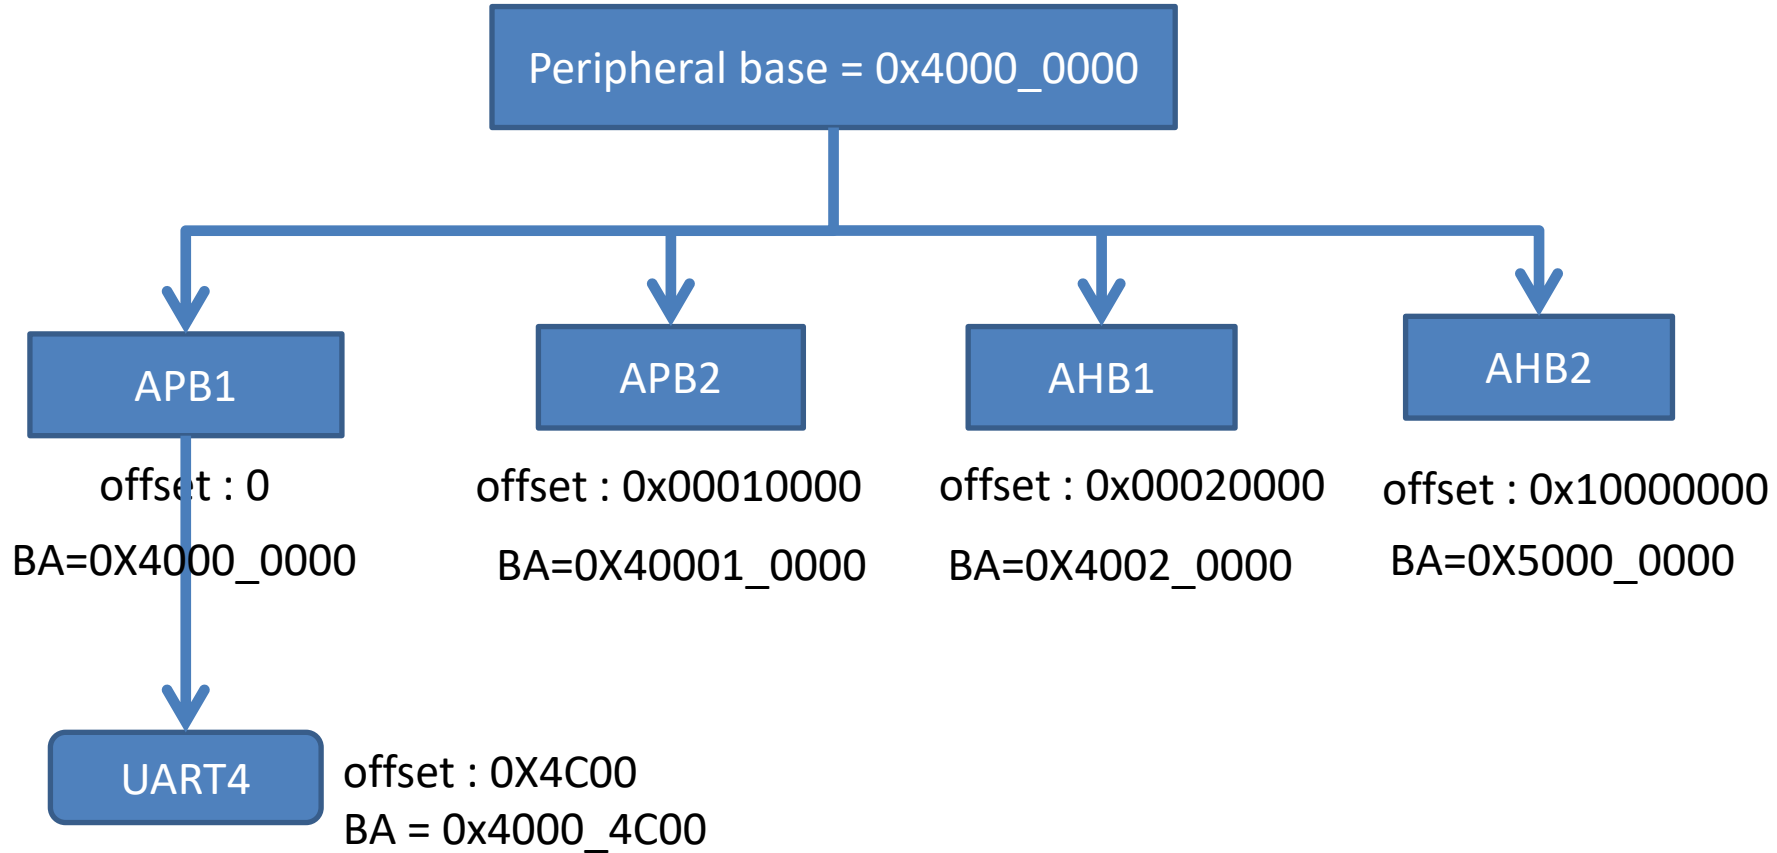 Peripheral base = 0x4000_0000
APB1
APB2
AHB1
AHB2
offset : 0
offset : 0x00010000
offset : 0x00020000
offset : 0x10000000
BA=0X4000_0000
BA=0X40001_0000
BA=0X4002_0000
BA=0X5000_0000
UART4
offset : 0X4C00
BA = 0x4000_4C00